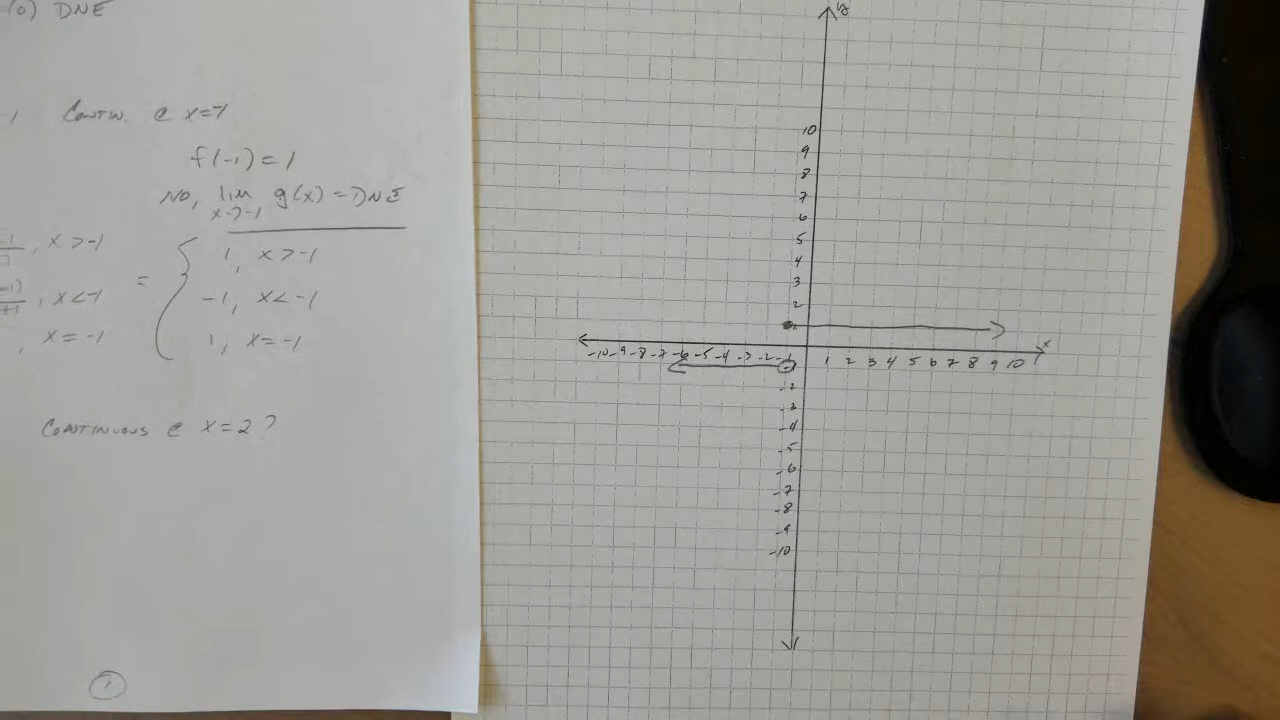 (0) DNE
-1 CONTIN. @ x=-1
f(-1) = 1
NO, lim g(x) = DNE
x->-1
, x > -1
= { 1, x > -1
, x < -1
-1, x < -1
, x = -1
1, x = -1
CONTINUOUS @ x = 2 ?
1
y
10
9
8
7
6
5
4
3
2
x
-10 -9 -8 -7 -6 -5 -4 -3 -2 -1 1 2 3 4 5 6 7 8 9 10
-2
-3
-4
-5
-6
-7
-8
-9
-10